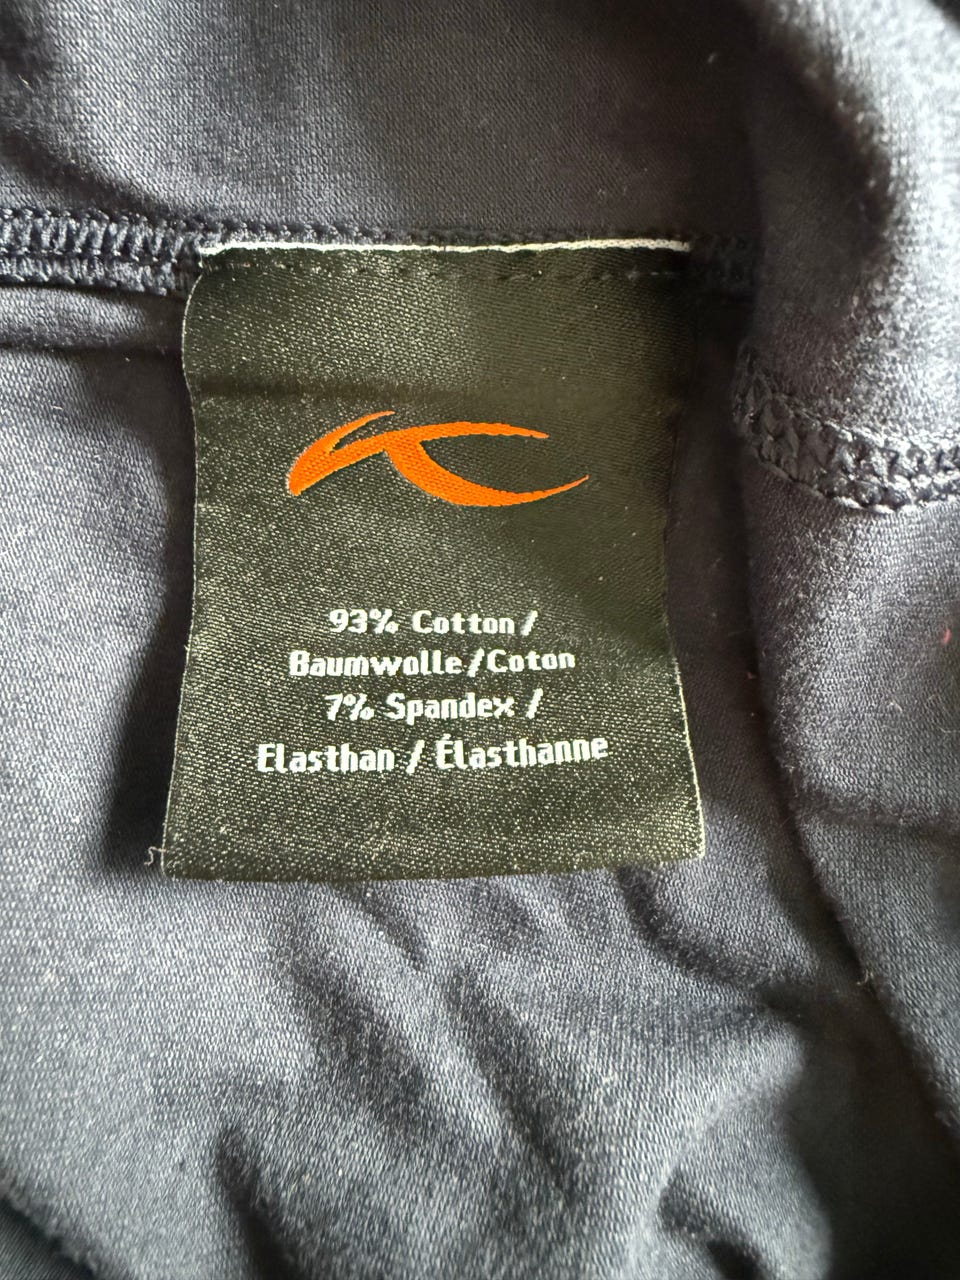 93% Cotton/
Baumwolle/Coton
7% Spandex /
Elasthan / Élasthanne